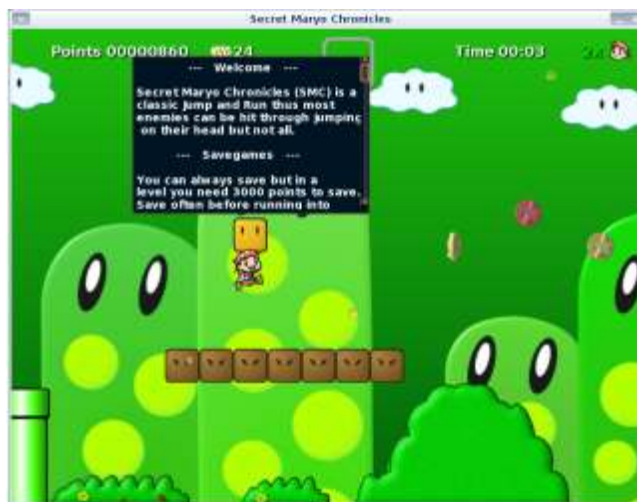 Secret Maryo Chronicles
Points 00000860 24 Time 00:03 2x
--- Welcome ---
Secret Maryo Chronicles (SMC) is a
classic Jump and Run thus most
enemies can be hit through jumping
on their head but not all.
--- Savegames ---
You can always save but in a
level you need 3000 points to save.
Save often before running into